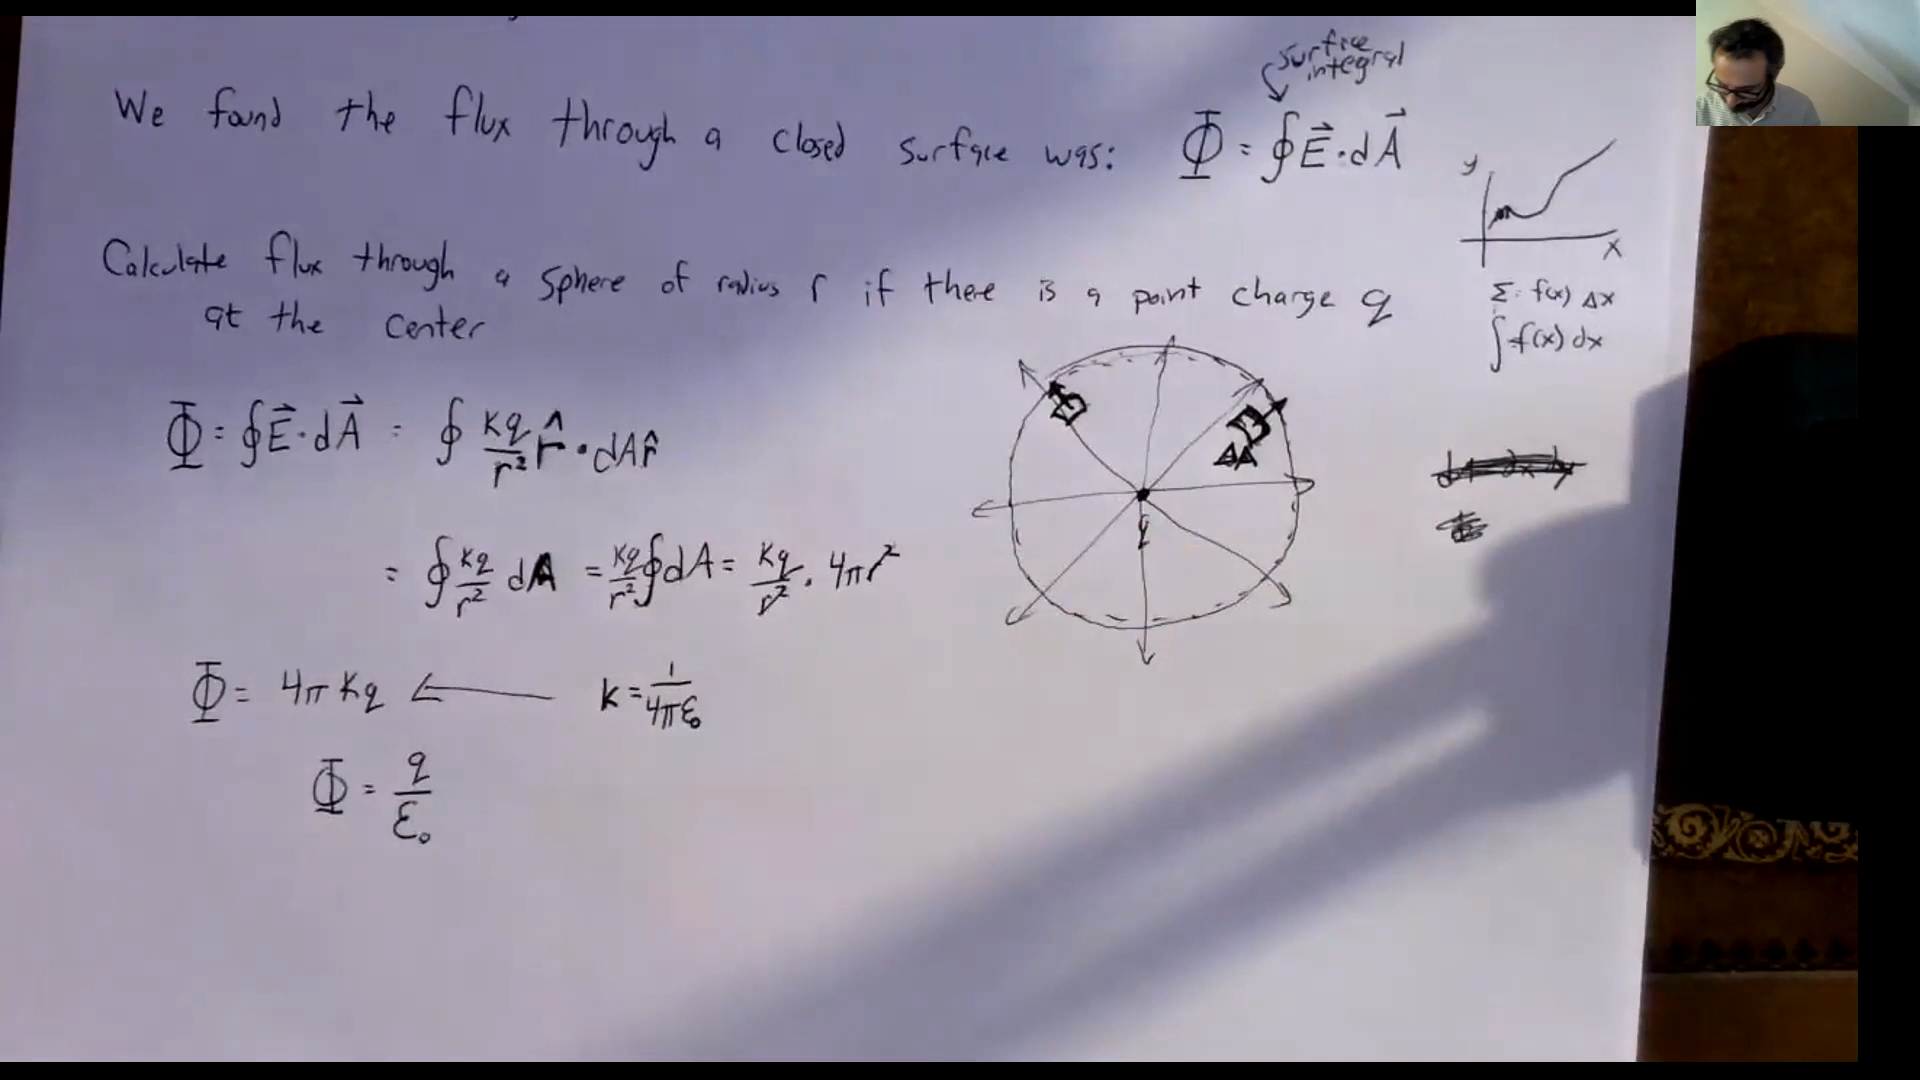 surface
integral
We found the flux through a closed surface was: Φ = ∮E⃗·dA⃗
y
x
Calculate flux through a sphere of radius r if there is a point charge q
at the center
Σ f(x) Δx
∫f(x)dx
Φ = ∮E⃗·dA⃗ = ∮ kq/r² r̂·dAr̂
ΔA
q
= ∮ kq/r² dA = kq/r² ∮dA = kq/r² · 4πr²
Φ = 4πkq ← k = 1/4πε₀
Φ = q/ε₀